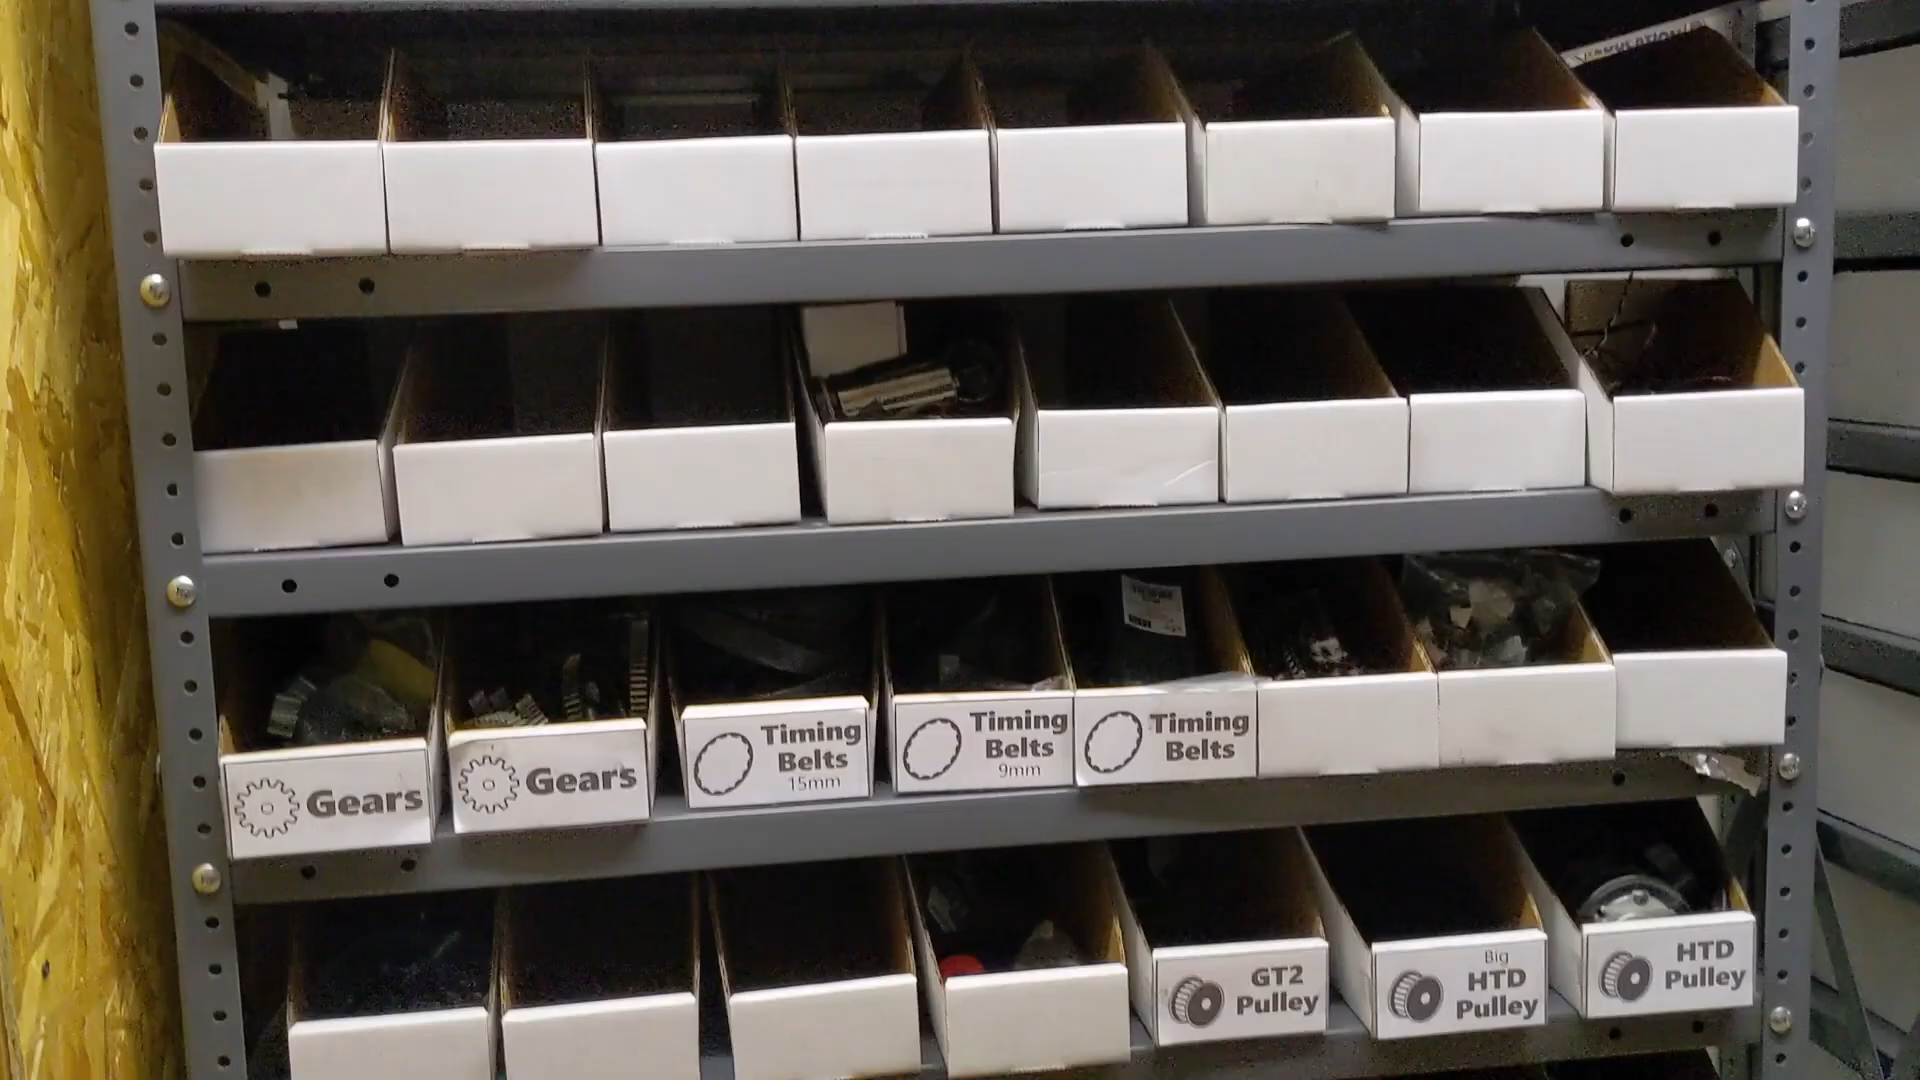 Gears
Gears
Timing
Belts
15mm
Timing
Belts
9mm
Timing
Belts
GT2
Pulley
Big
HTD
Pulley
HTD
Pulley